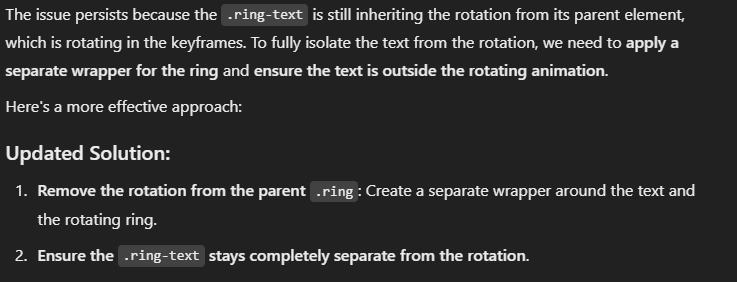 The issue persists because the .ring-text is still inheriting the rotation from its parent element,
which is rotating in the keyframes. To fully isolate the text from the rotation, we need to apply a
separate wrapper for the ring and ensure the text is outside the rotating animation.
Here's a more effective approach:
Updated Solution:
1. Remove the rotation from the parent .ring: Create a separate wrapper around the text and
the rotating ring.
2. Ensure the .ring-text stays completely separate from the rotation.